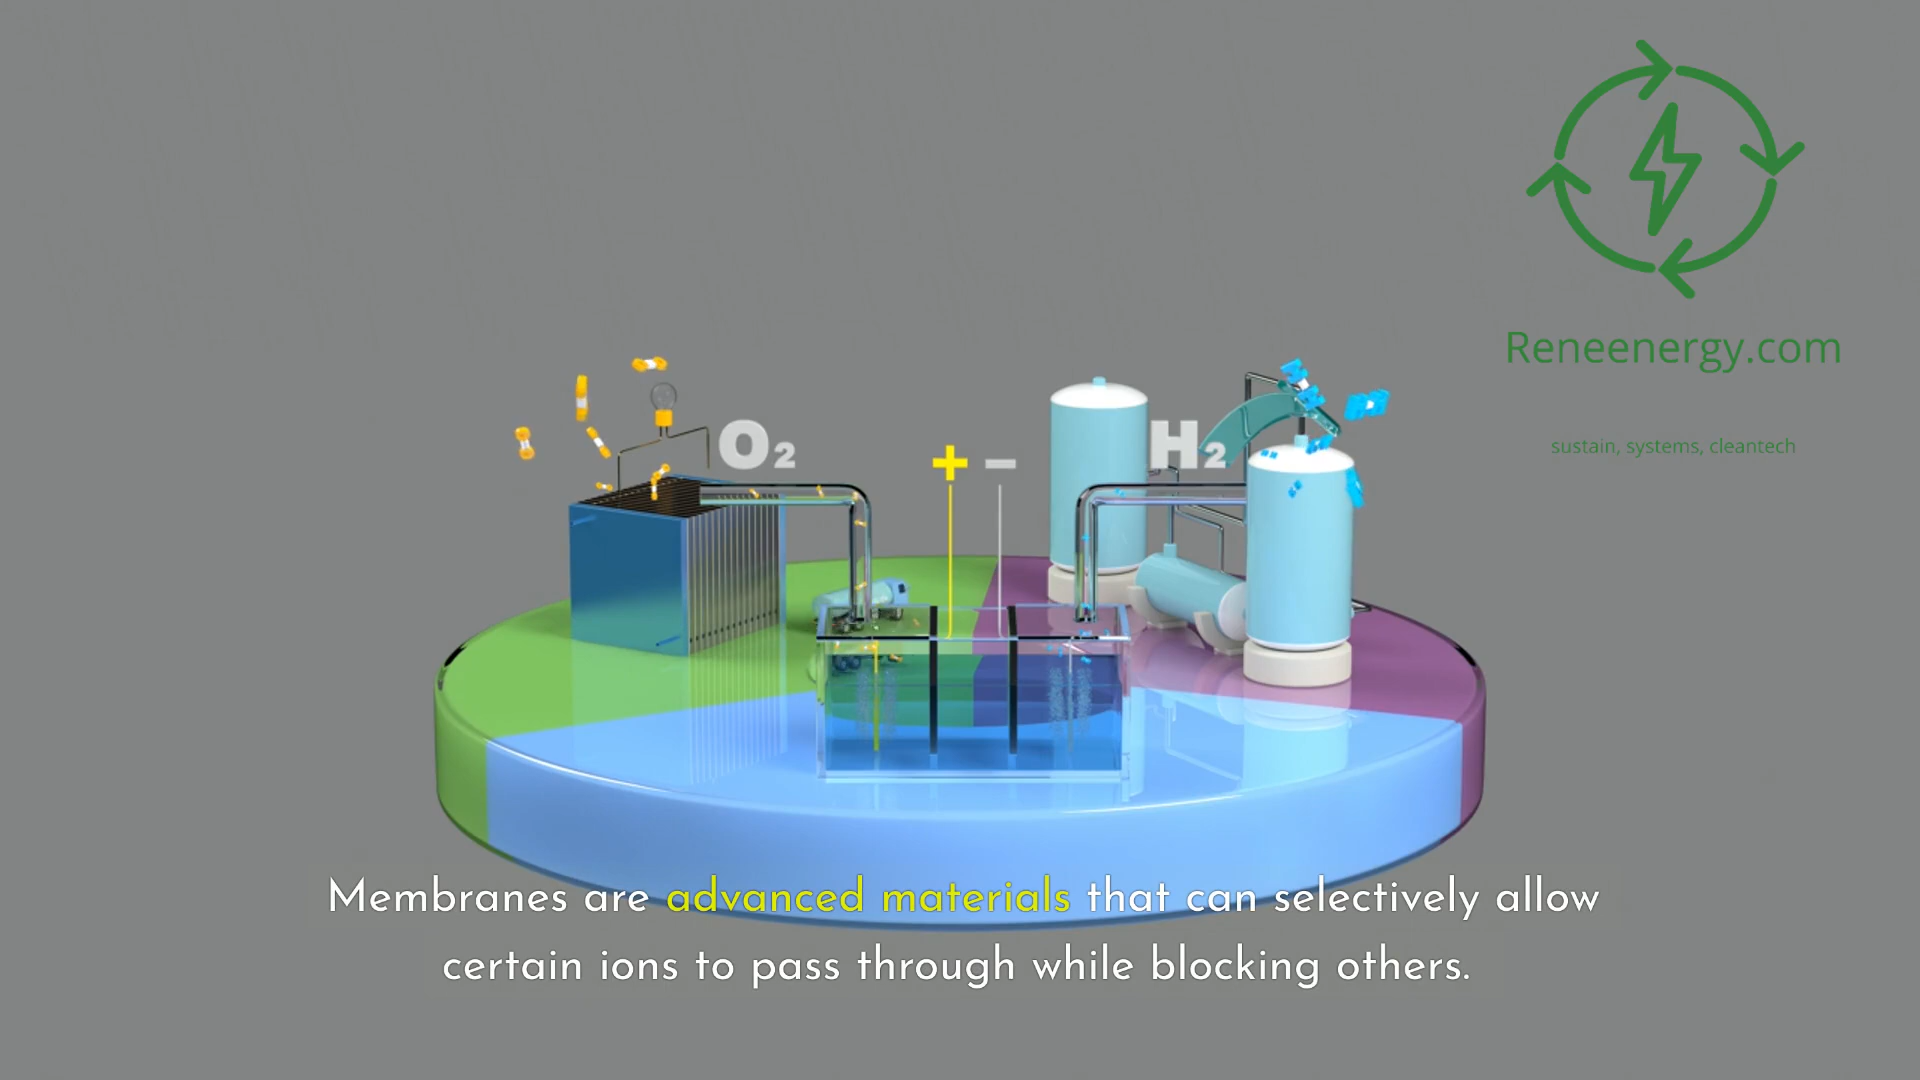 Reneenergy.com
sustain, systems, cleantech
O₂
+ −
H₂
Membranes are advanced materials that can selectively allow
certain ions to pass through while blocking others.